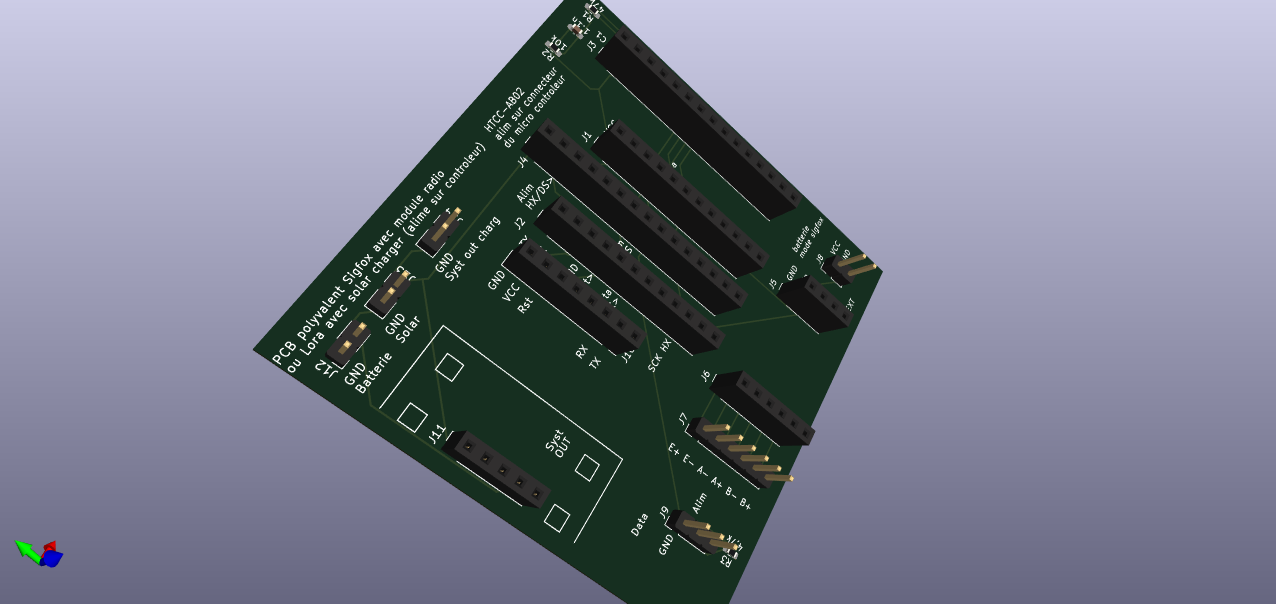 PCB polyvalent Sigfox avec module radio
ou Lora avec solar charger (alime sur controleur)
HTCC-AB02
alim sur connecteur
du micro controleur
J3
C1
R1
J1
J4
Alim
HX/DS>
J2
GND
Syst out charg
GND
Solar
GND
Batterie
GND
VCC
Rst
RX
TX
SCK HX
batterie
mode sigfox
J8
VCC
J5
GND
J6
J7
E+ E- A- A+ B- B+
J11
Syst
OUT
J9
Alim
Data
GND